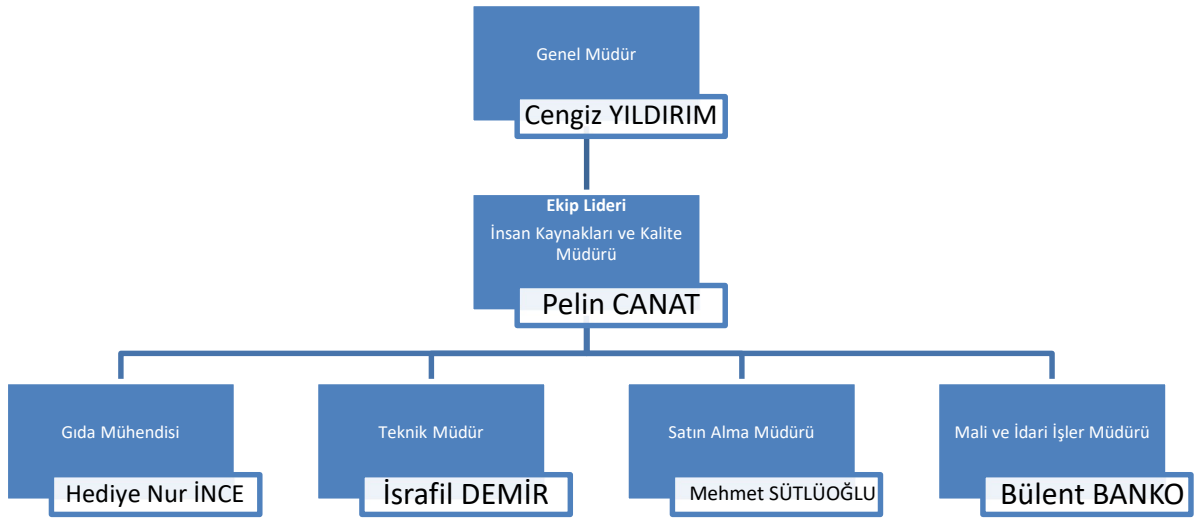 Genel Müdür
Cengiz YILDIRIM
Ekip Lideri
İnsan Kaynakları ve Kalite
Müdürü
Pelin CANAT
Gıda Mühendisi
Hediye Nur İNCE
Teknik Müdür
İsrafil DEMİR
Satın Alma Müdürü
Mehmet SÜTLÜOĞLU
Mali ve İdari İşler Müdürü
Bülent BANKO